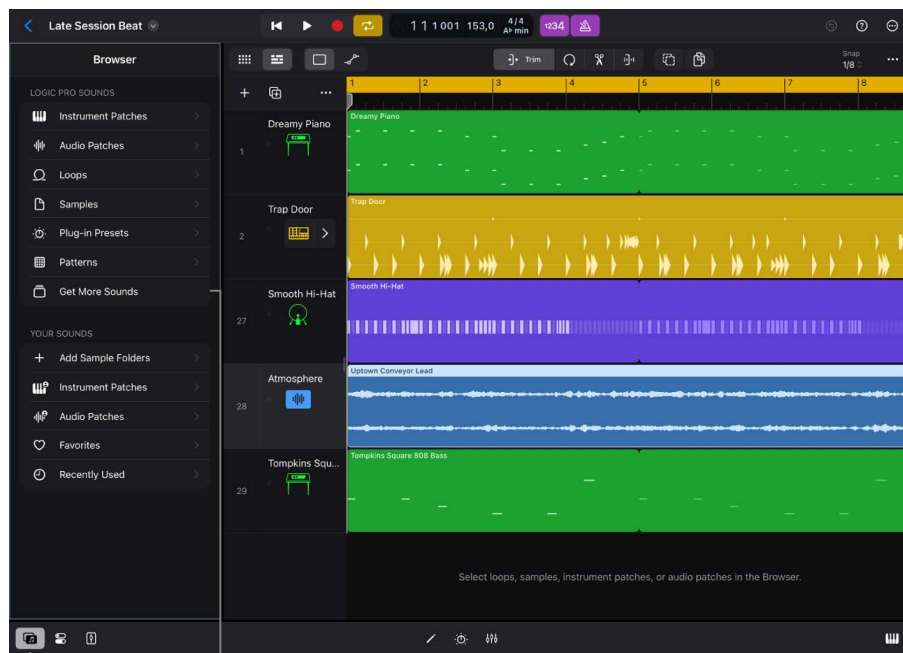 Late Session Beat
1 1 1 001 153,0 4/4
A♭ min
1234
Browser
Trim
Snap
1/8
LOGIC PRO SOUNDS
Instrument Patches
Audio Patches
Loops
Samples
Plug-in Presets
Patterns
Get More Sounds
YOUR SOUNDS
Add Sample Folders
Instrument Patches
Audio Patches
Favorites
Recently Used
1 2 3 4 5 6 7 8
1
Dreamy Piano
Dreamy Piano
2
Trap Door
Trap Door
27
Smooth Hi-Hat
Smooth Hi-Hat
28
Atmosphere
Uptown Conveyor Lead
29
Tompkins Squ...
Tompkins Square 808 Bass
Select loops, samples, instrument patches, or audio patches in the Browser.